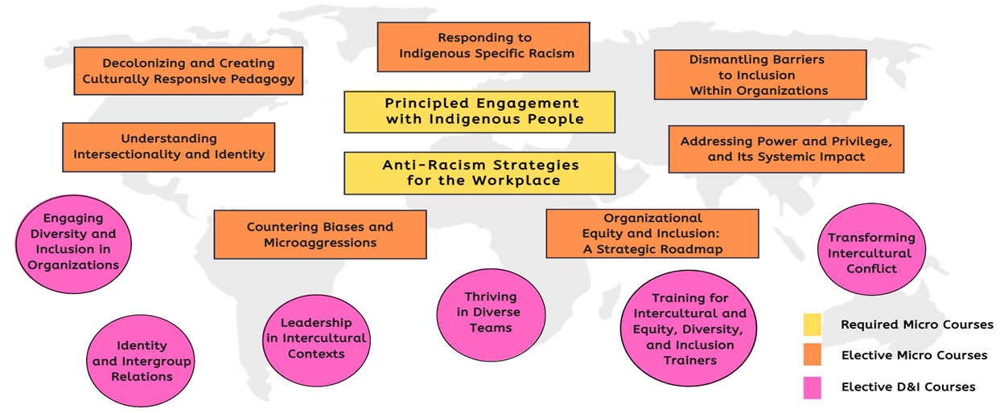 Responding to
Indigenous Specific Racism
Decolonizing and Creating
Culturally Responsive Pedagogy
Dismantling Barriers
to Inclusion
Within Organizations
Principled Engagement
with Indigenous People
Understanding
Intersectionality and Identity
Addressing Power and Privilege,
and Its Systemic Impact
Anti-Racism Strategies
for the Workplace
Engaging
Diversity and
Inclusion in
Organizations
Countering Biases and
Microaggressions
Organizational
Equity and Inclusion:
A Strategic Roadmap
Transforming
Intercultural
Conflict
Identity
and Intergroup
Relations
Leadership
in Intercultural
Contexts
Thriving
in Diverse
Teams
Training for
Intercultural and
Equity, Diversity,
and Inclusion
Trainers
Required Micro Courses
Elective Micro Courses
Elective D&I Courses